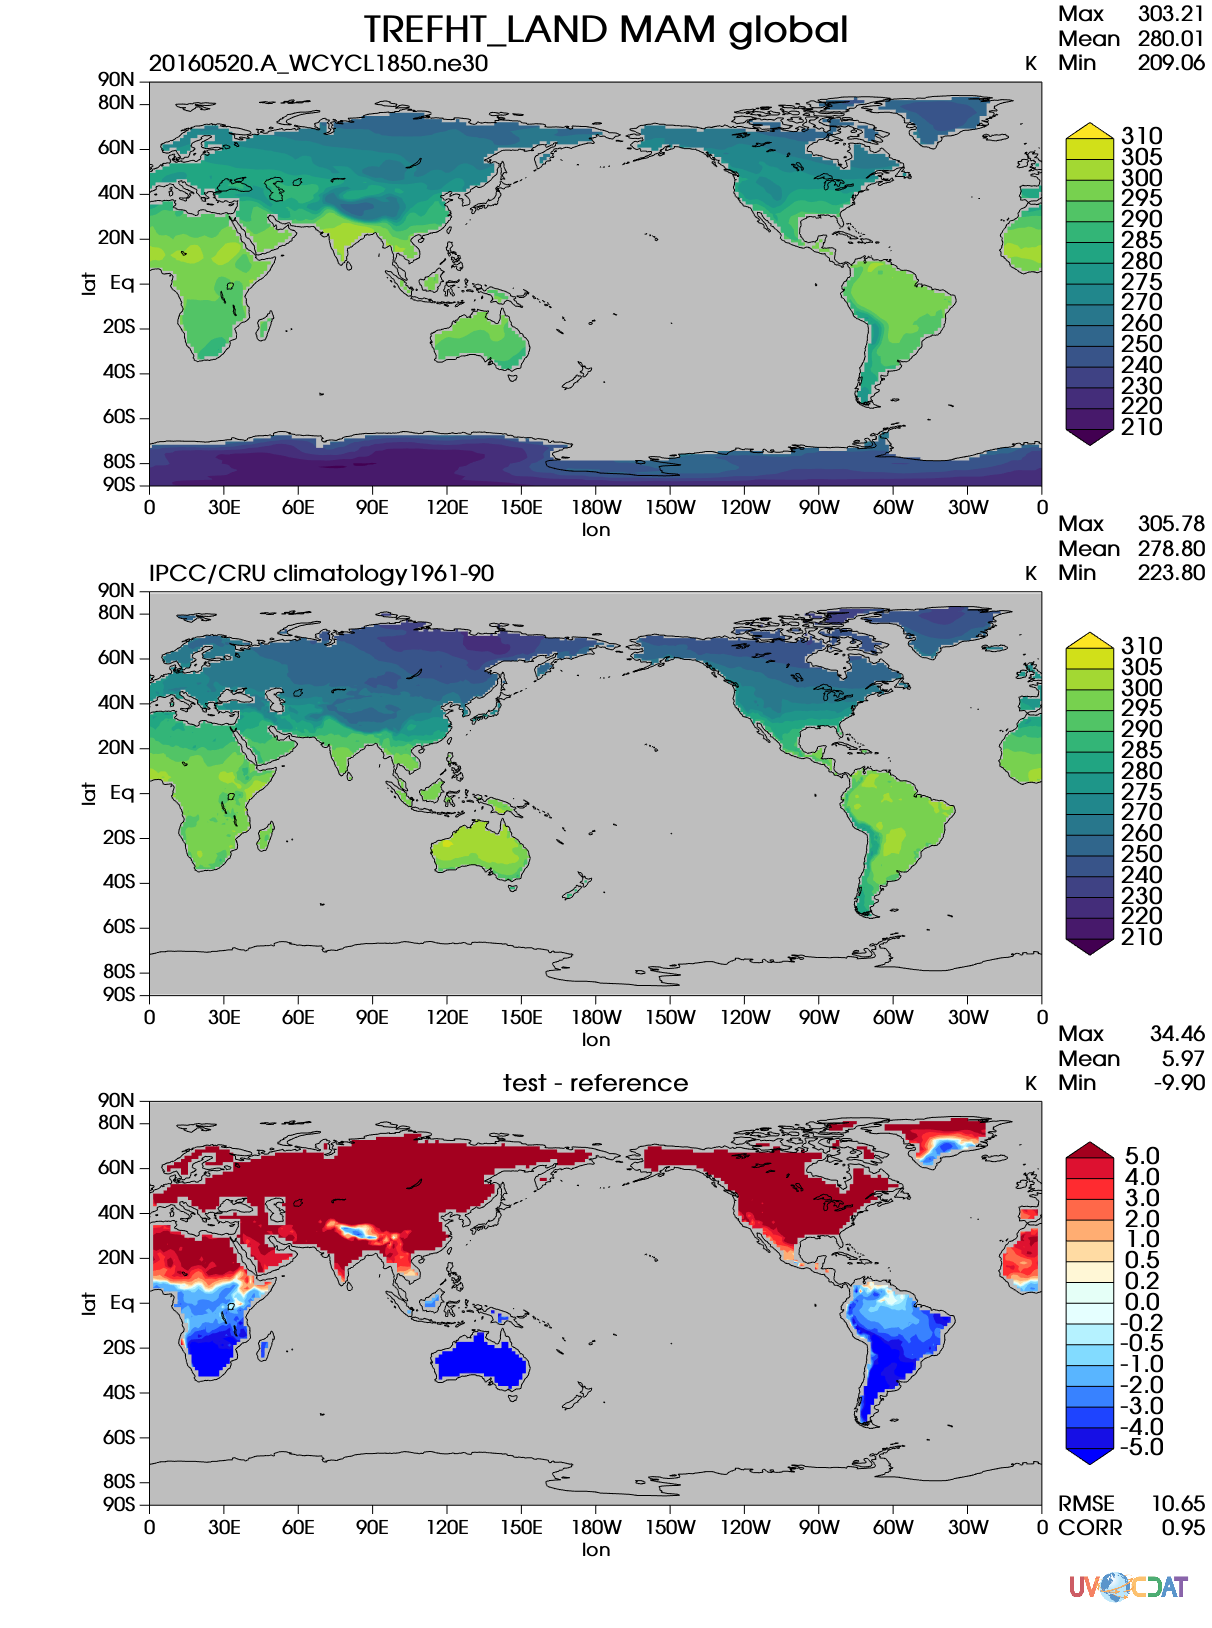 TREFHT_LAND MAM global
Max 303.21
Mean 280.01
Min 209.06
20160520.A_WCYCL1850.ne30 K
90N
80N
60N
40N
20N
Eq
20S
40S
60S
80S
90S
lat
0 30E 60E 90E 120E 150E 180W 150W 120W 90W 60W 30W 0
lon
310
305
300
295
290
285
280
275
270
260
250
240
230
220
210
Max 305.78
Mean 278.80
Min 223.80
IPCC/CRU climatology1961-90 K
90N
80N
60N
40N
20N
Eq
20S
40S
60S
80S
90S
lat
0 30E 60E 90E 120E 150E 180W 150W 120W 90W 60W 30W 0
lon
310
305
300
295
290
285
280
275
270
260
250
240
230
220
210
Max 34.46
Mean 5.97
Min -9.90
test - reference K
90N
80N
60N
40N
20N
Eq
20S
40S
60S
80S
90S
lat
0 30E 60E 90E 120E 150E 180W 150W 120W 90W 60W 30W 0
lon
5.0
4.0
3.0
2.0
1.0
0.5
0.2
0.0
-0.2
-0.5
-1.0
-2.0
-3.0
-4.0
-5.0
RMSE 10.65
CORR 0.95
UV CDAT